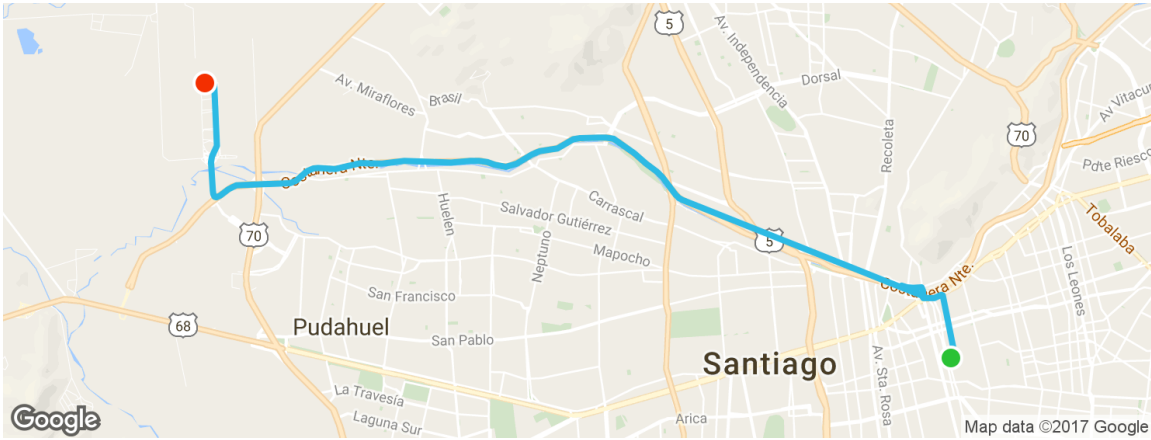 5
Av. Independencia
Dorsal
Av. Miraflores
Brasil
Recoleta
70
Av Vitacur
Pdte Riesco
Costanera Nte.
Tobalaba
Los Leones
Huelen
Carrascal
Salvador Gutiérrez
Mapocho
Neptuno
70
5
Costanera Nte.
San Francisco
68
Pudahuel
San Pablo
Santiago
Av. Sta. Rosa
La Travesía
Laguna Sur
Arica
Google
Map data ©2017 Google